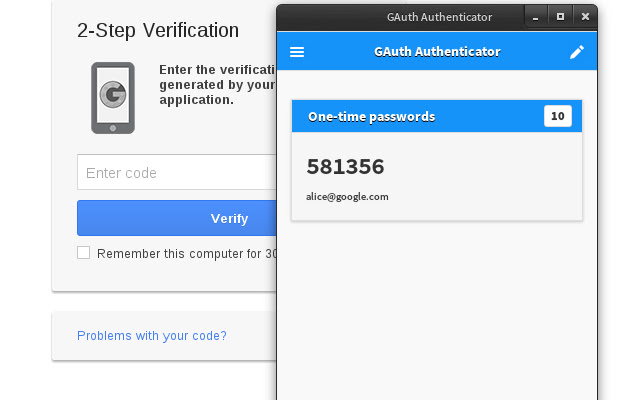 2-Step Verification
Enter the
generated by your
application.
Enter code
Verify
Remember this computer for 30
Problems with your code?
GAuth Authenticator
GAuth Authenticator
One-time passwords
10
581356
alice@google.com